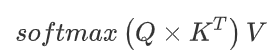 softmax (Q × K^T) V